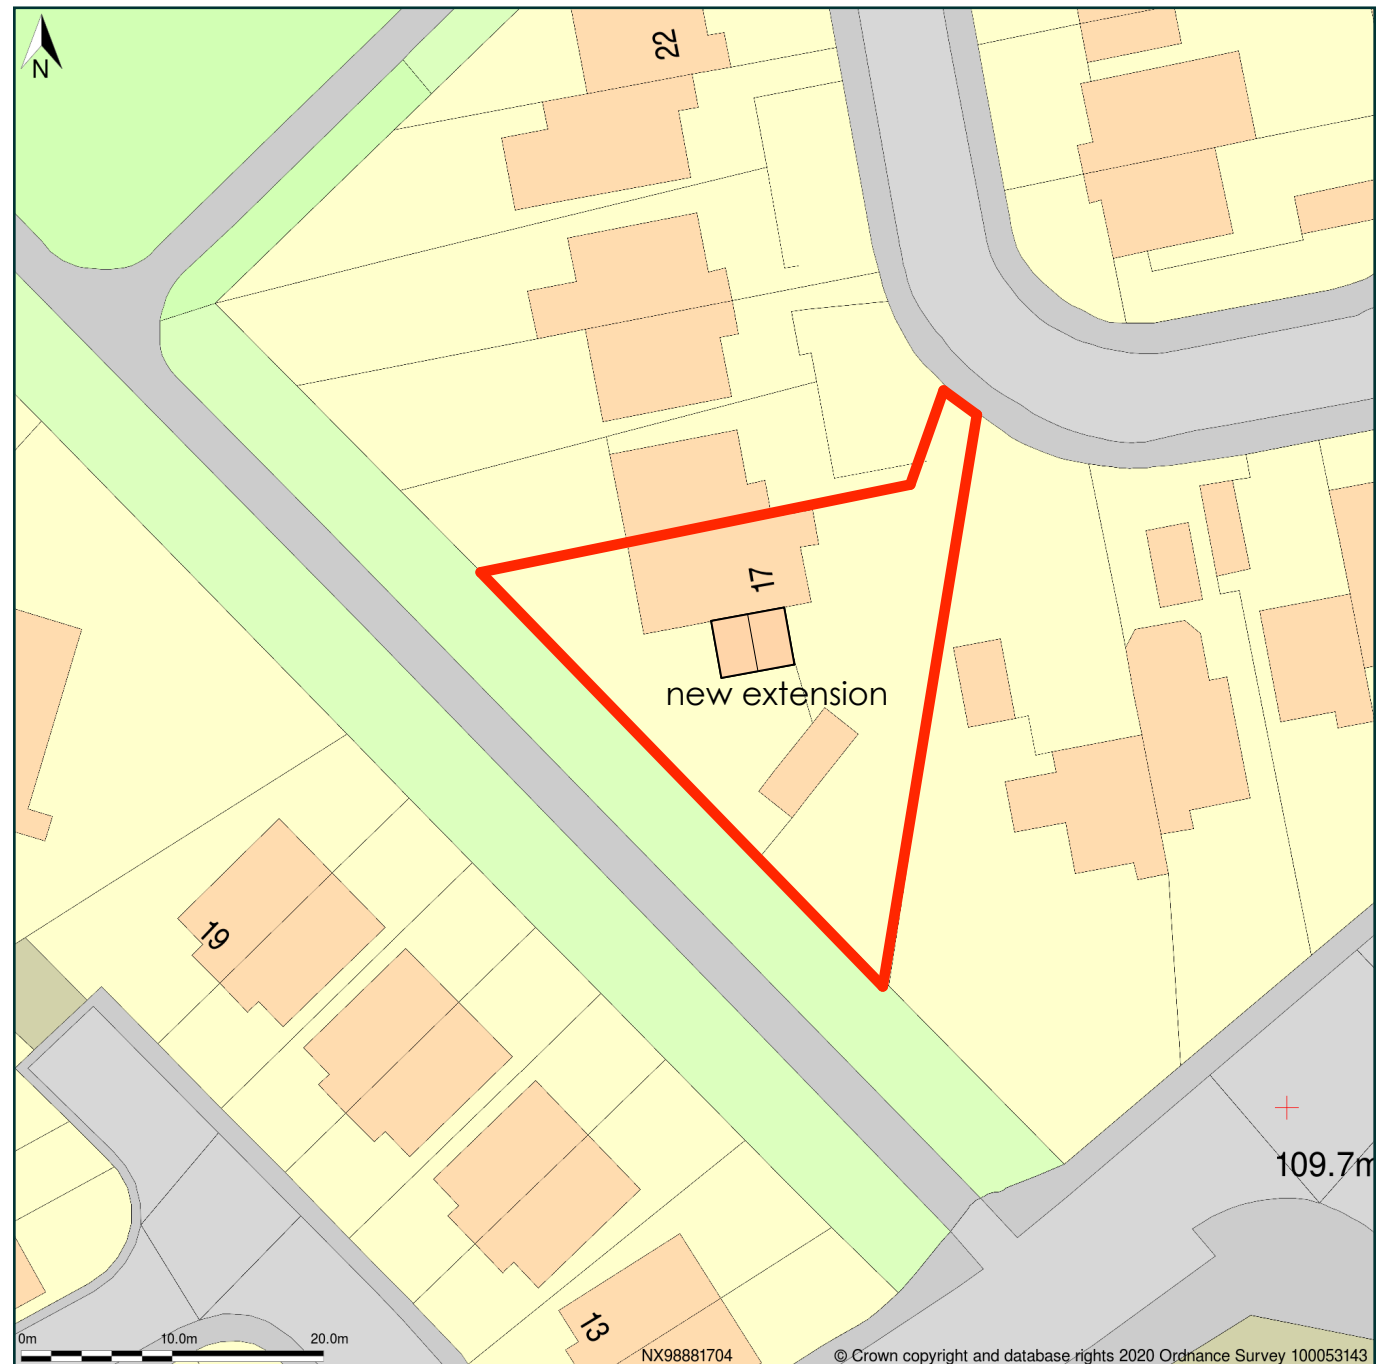 N
22
17
new extension
19
109.7m
13
0m 10.0m 20.0m
NX98881704
© Crown copyright and database rights 2020 Ordnance Survey 100053143